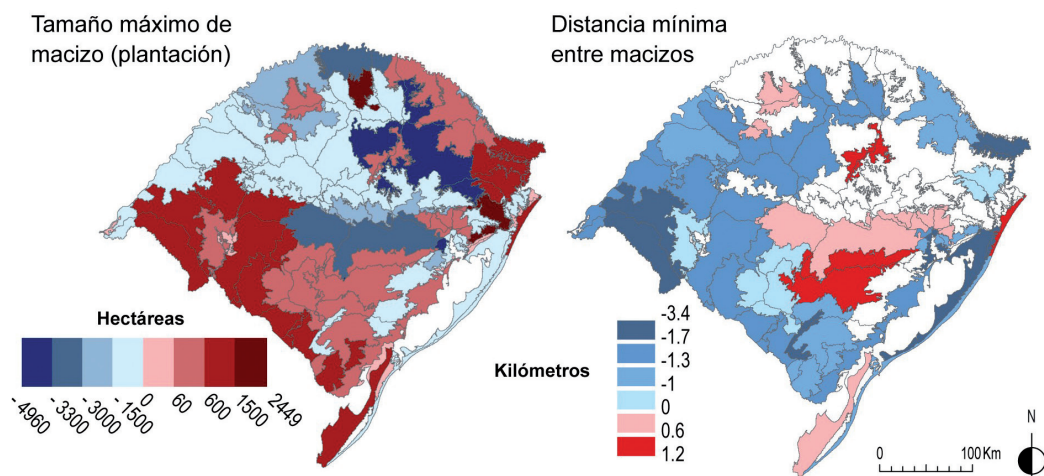 Tamaño máximo de
macizo (plantación)
Hectáreas
-4960
-3300
-3000
-1500
0
60
600
1500
2449
Distancia mínima
entre macizos
Kilómetros
-3.4
-1.7
-1.3
-1
0
0.6
1.2
0 100 Km
N